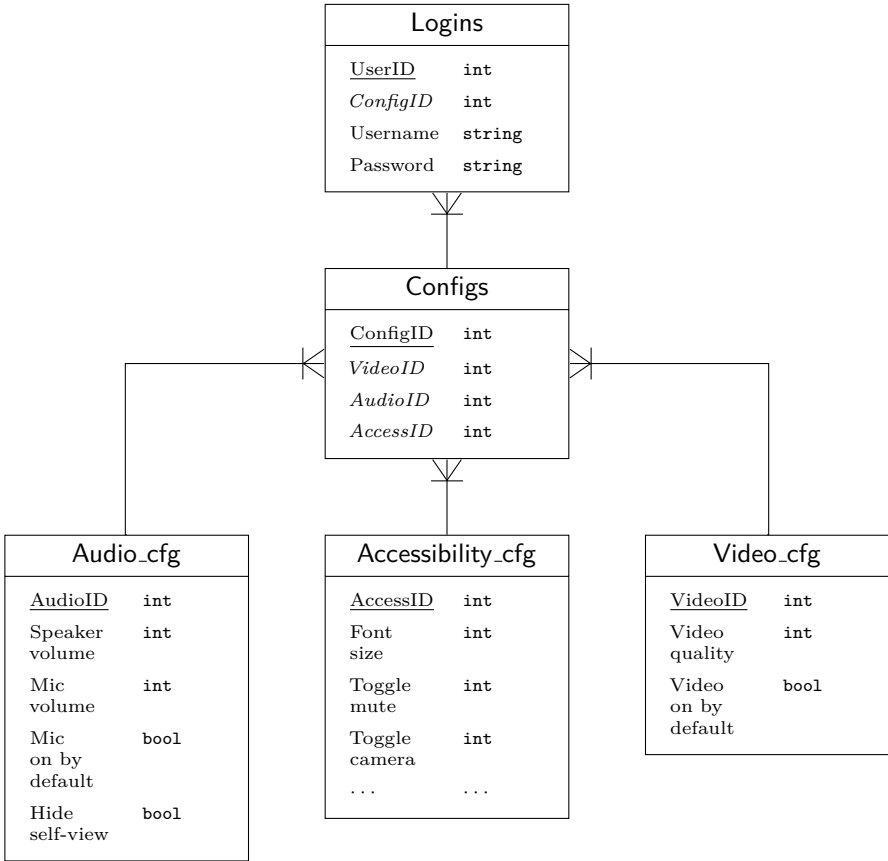 Logins
UserID int
ConfigID int
Username string
Password string
Configs
ConfigID int
VideoID int
AudioID int
AccessID int
Audio_cfg
AudioID int
Speaker int
volume
Mic int
volume
Mic bool
on by
default
Hide bool
self-view
Accessibility_cfg
AccessID int
Font int
size
Toggle int
mute
Toggle int
camera
... ...
Video_cfg
VideoID int
Video int
quality
Video bool
on by
default